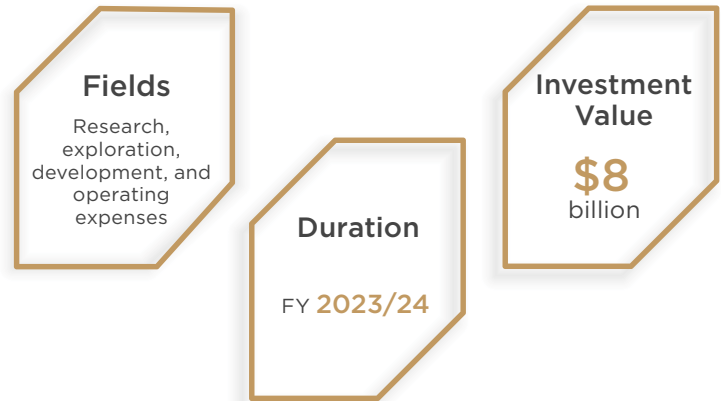 Fields
Research,
exploration,
development, and
operating
expenses
Duration
FY 2023/24
Investment
Value
$8
billion